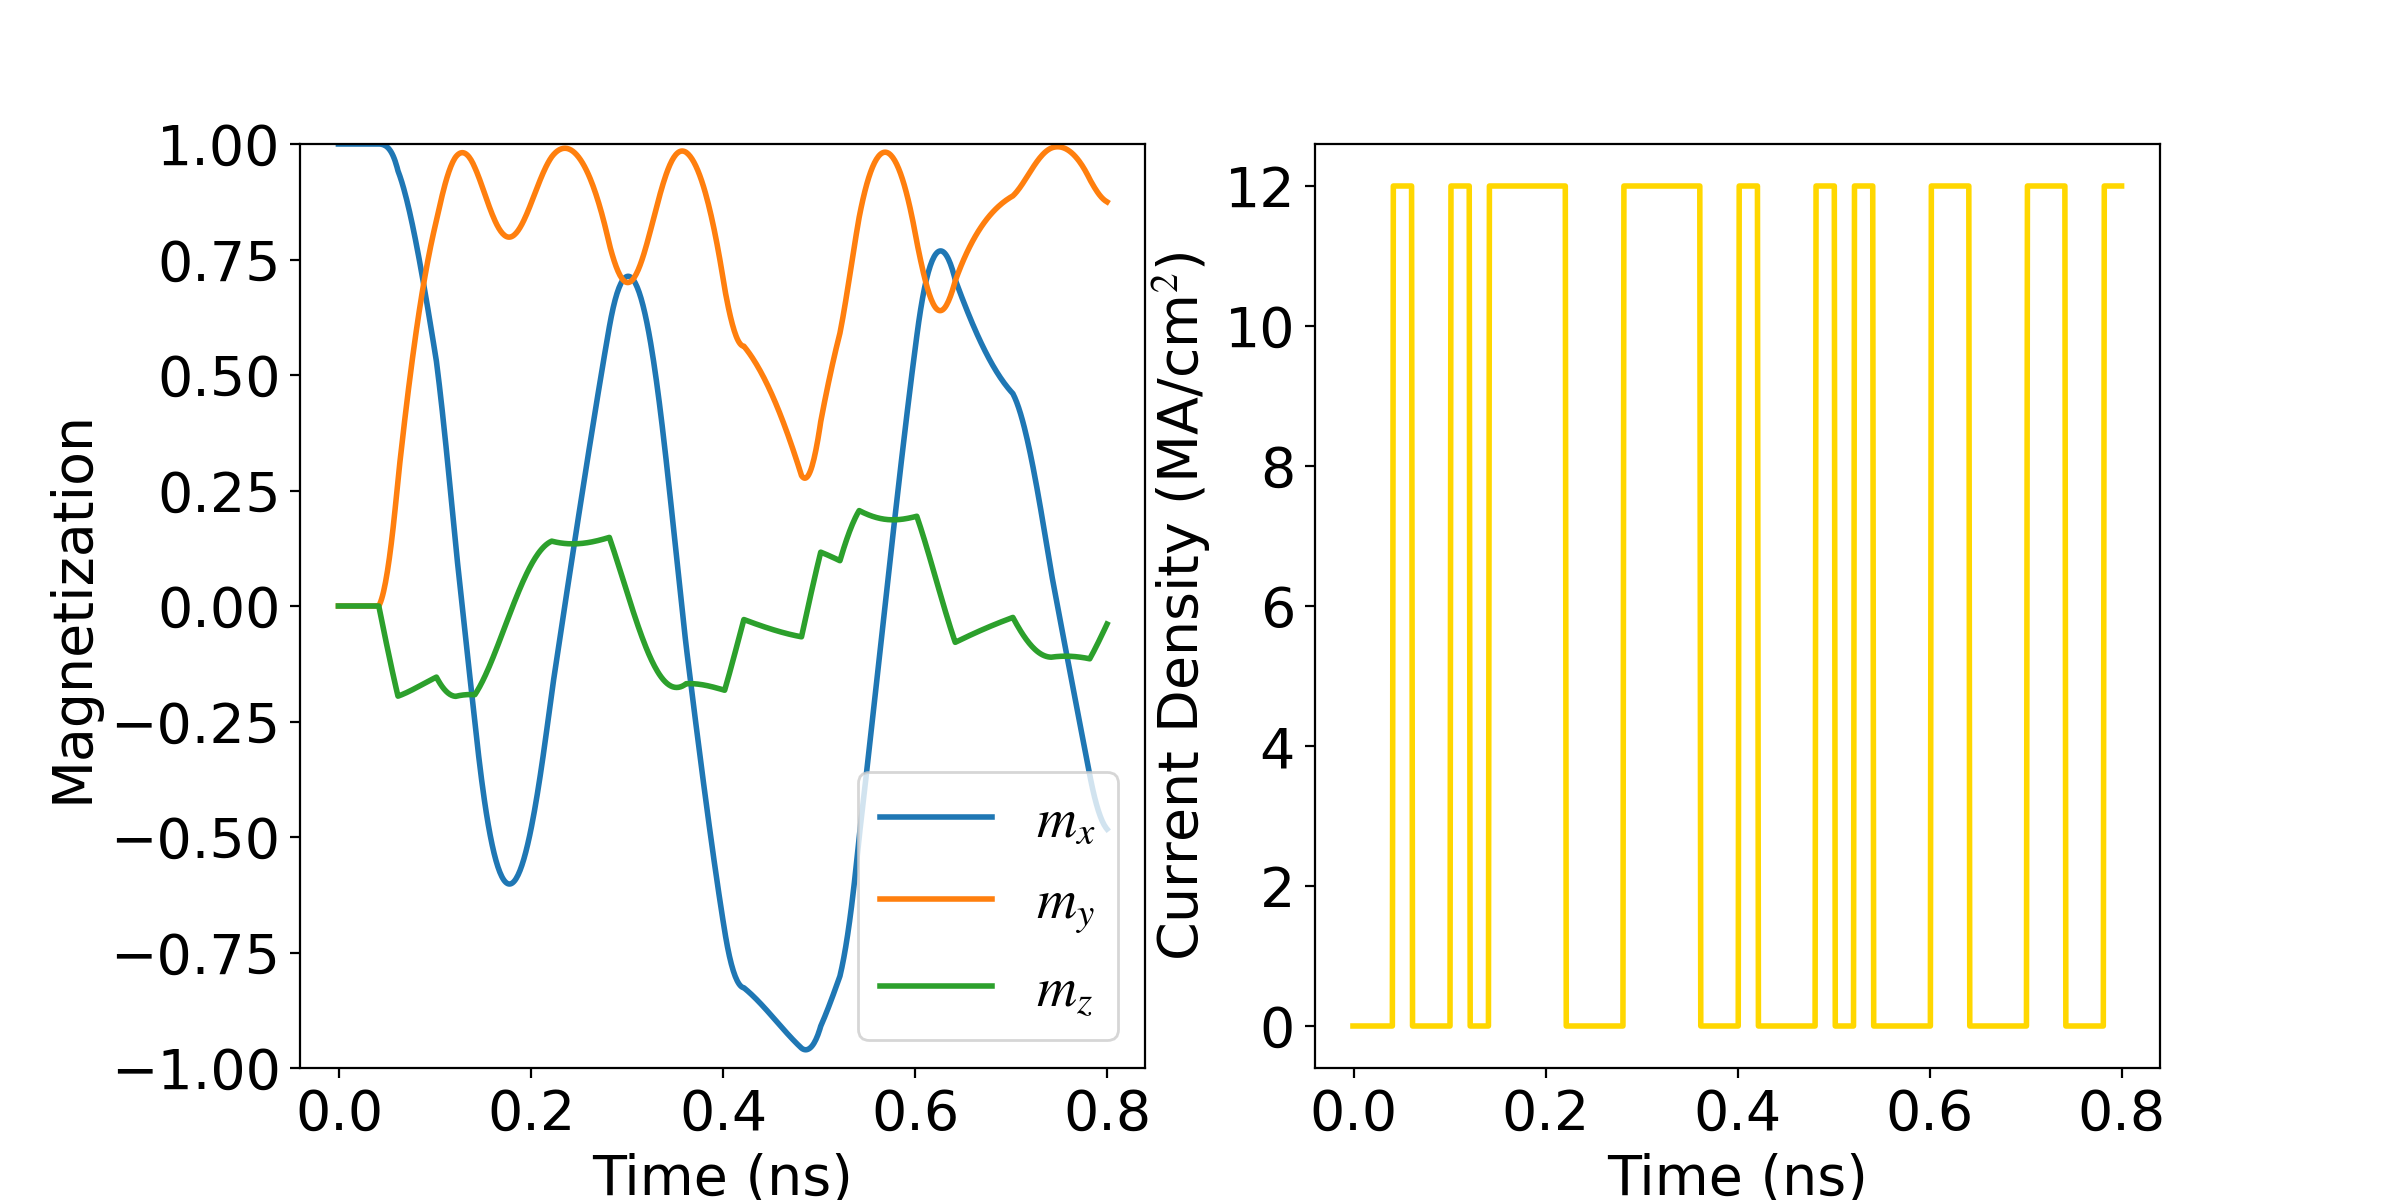 Magnetization
1.00
0.75
0.50
0.25
0.00
−0.25
−0.50
−0.75
−1.00
0.0 0.2 0.4 0.6 0.8
Time (ns)
m_x
m_y
m_z
Current Density (MA/cm²)
12
10
8
6
4
2
0
0.0 0.2 0.4 0.6 0.8
Time (ns)